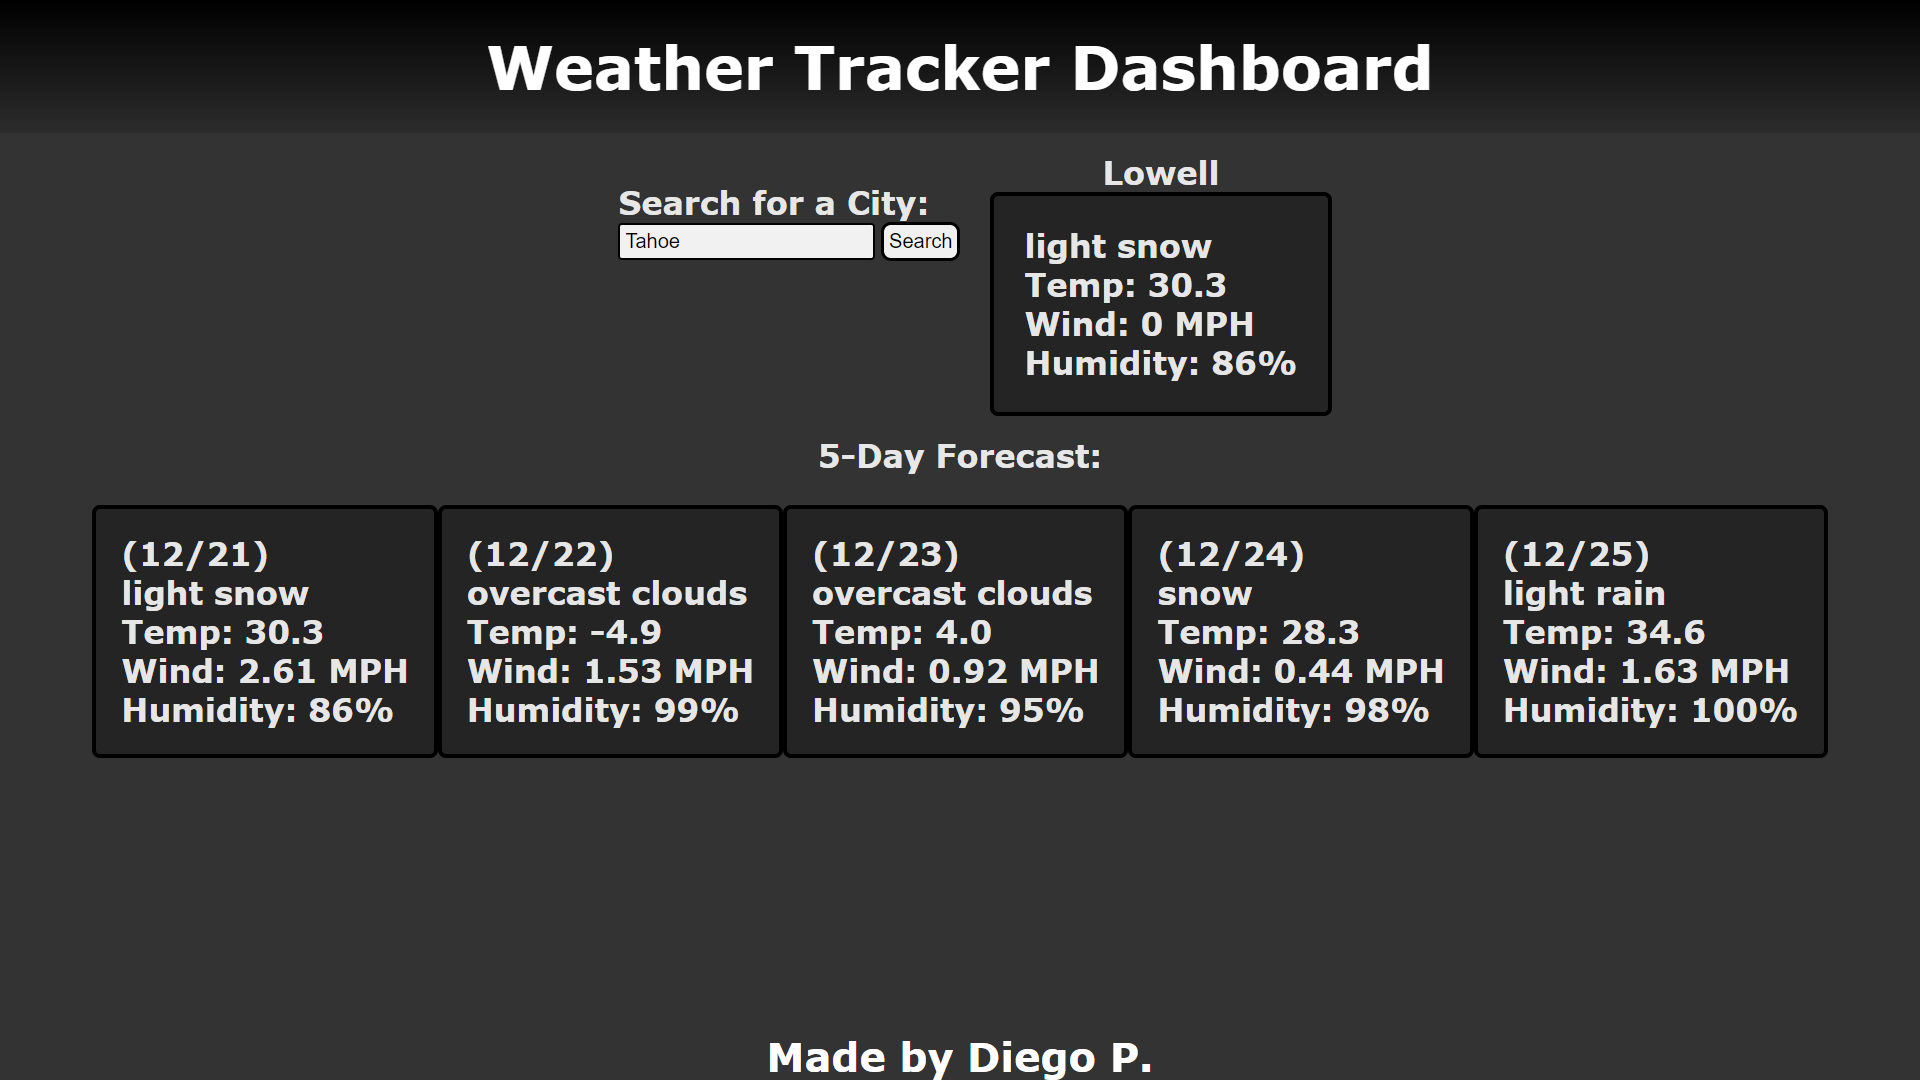 Weather Tracker Dashboard
Search for a City:
Tahoe
Search
Lowell
light snow
Temp: 30.3
Wind: 0 MPH
Humidity: 86%
5-Day Forecast:
(12/21)
light snow
Temp: 30.3
Wind: 2.61 MPH
Humidity: 86%
(12/22)
overcast clouds
Temp: -4.9
Wind: 1.53 MPH
Humidity: 99%
(12/23)
overcast clouds
Temp: 4.0
Wind: 0.92 MPH
Humidity: 95%
(12/24)
snow
Temp: 28.3
Wind: 0.44 MPH
Humidity: 98%
(12/25)
light rain
Temp: 34.6
Wind: 1.63 MPH
Humidity: 100%
Made by Diego P.